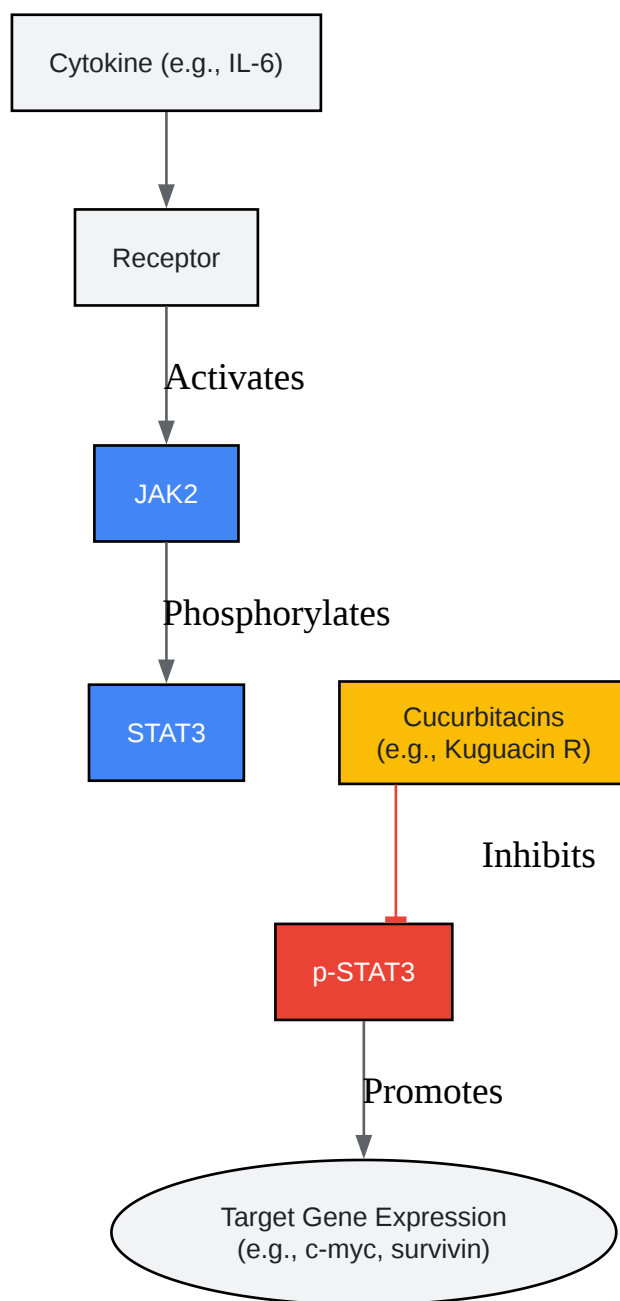 Cytokine (e.g., IL-6)
Receptor
Activates
JAK2
Phosphorylates
STAT3
Cucurbitacins
(e.g., Kuguacin R)
Inhibits
p-STAT3
Promotes
Target Gene Expression
(e.g., c-myc, survivin)